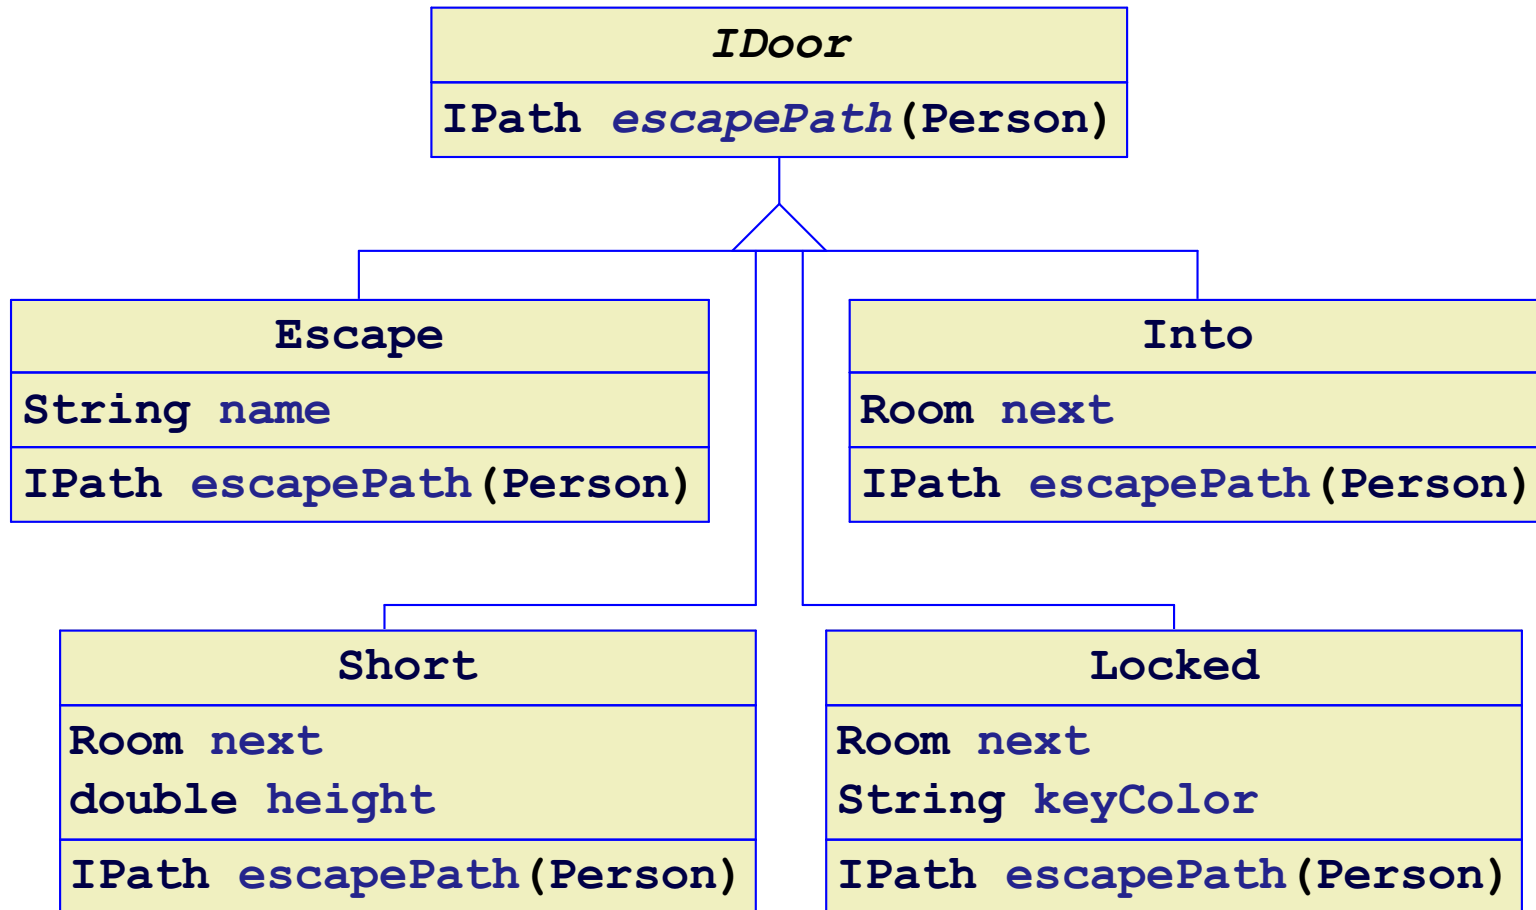 IDoor
IPath escapePath(Person)
Escape
String name
IPath escapePath(Person)
Into
Room next
IPath escapePath(Person)
Short
Room next
double height
IPath escapePath(Person)
Locked
Room next
String keyColor
IPath escapePath(Person)